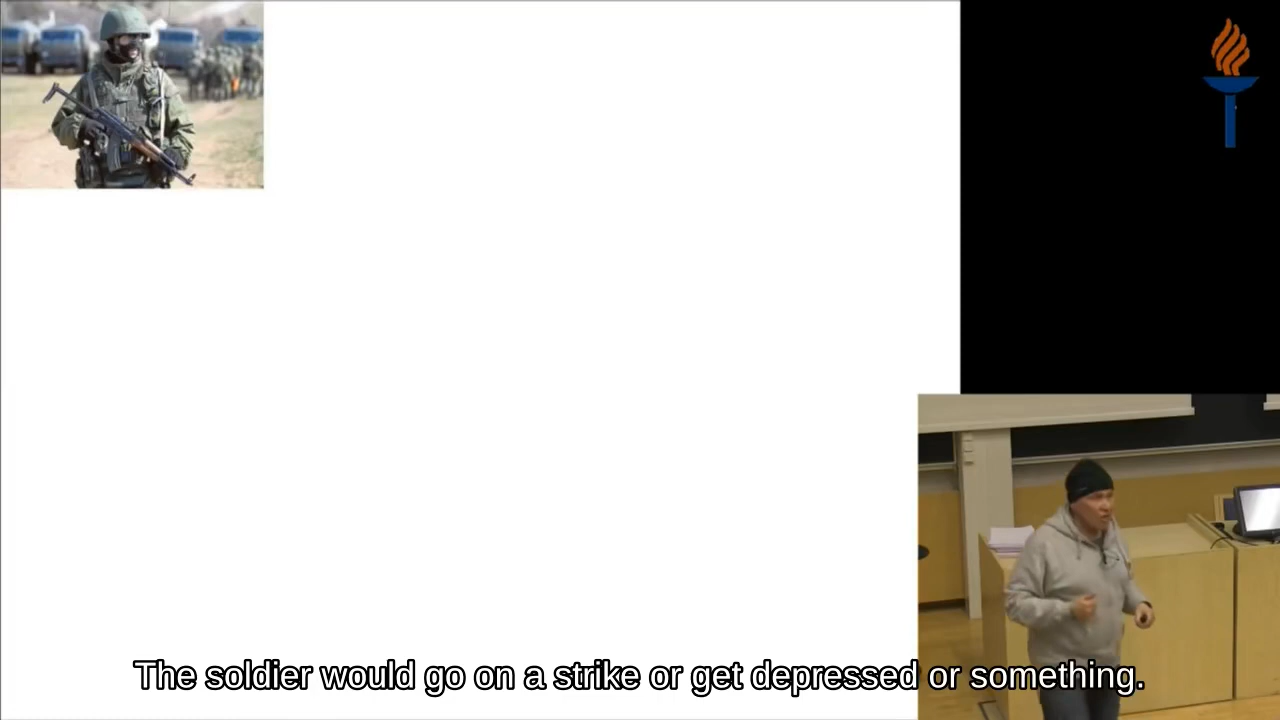 The soldier would go on a strike or get depressed or something.